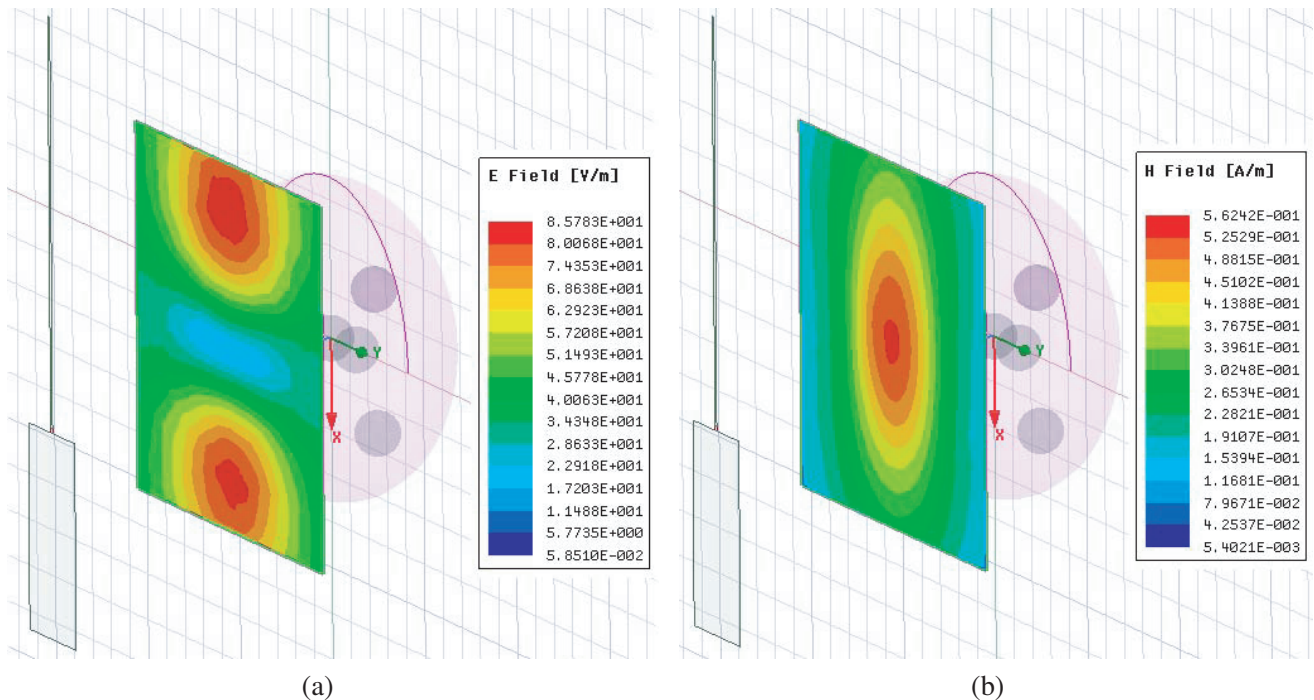 E Field [V/m]
8.5783E+001
8.0068E+001
7.4353E+001
6.8638E+001
6.2923E+001
5.7208E+001
5.1493E+001
4.5778E+001
4.0063E+001
3.4348E+001
2.8633E+001
2.2918E+001
1.7203E+001
1.1488E+001
5.7735E+000
5.8510E-002
Y
X
(a)
H Field [A/m]
5.6242E-001
5.2529E-001
4.8815E-001
4.5102E-001
4.1388E-001
3.7675E-001
3.3961E-001
3.0248E-001
2.6534E-001
2.2821E-001
1.9107E-001
1.5394E-001
1.1681E-001
7.9671E-002
4.2537E-002
5.4021E-003
Y
X
(b)